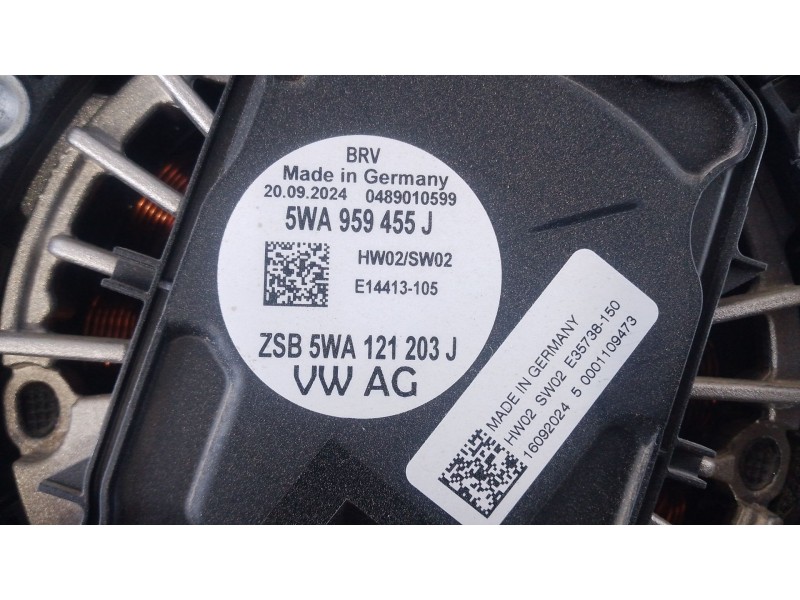 BRV
Made in Germany
20.09.2024 0489010599
5WA 959 455 J
HW02/SW02
E14413-105
ZSB 5WA 121 203 J
VW AG
MADE IN GERMANY
HW02 SW02 E35738-150
16092024 5 0001109473